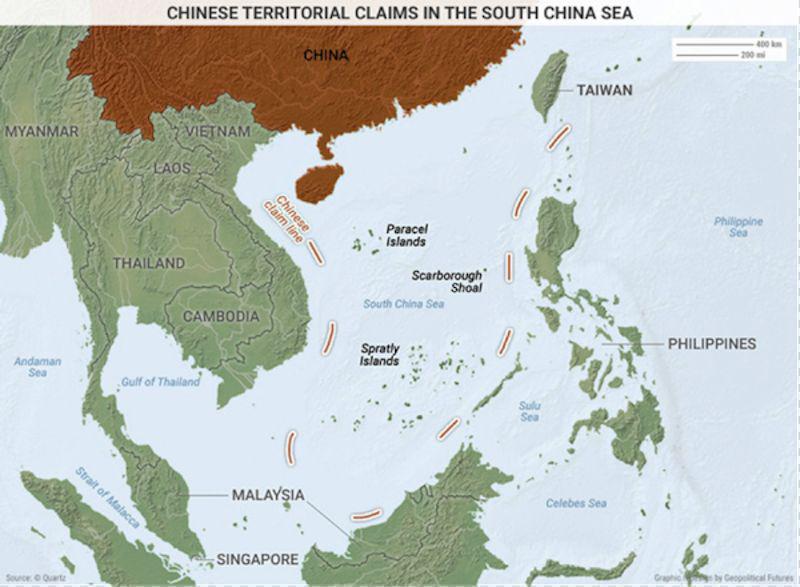 CHINESE TERRITORIAL CLAIMS IN THE SOUTH CHINA SEA
400 km
200 mi
CHINA
TAIWAN
MYANMAR
VIETNAM
LAOS
Chinese
claim line
Paracel
Islands
Philippine
Sea
THAILAND
Scarborough
Shoal
South China Sea
CAMBODIA
PHILIPPINES
Spratly
Islands
Andaman
Sea
Gulf of Thailand
Sulu
Sea
Strait of Malacca
MALAYSIA
Celebes Sea
SINGAPORE
Source: © Quartz
Graphic Design by Geopolitical Futures